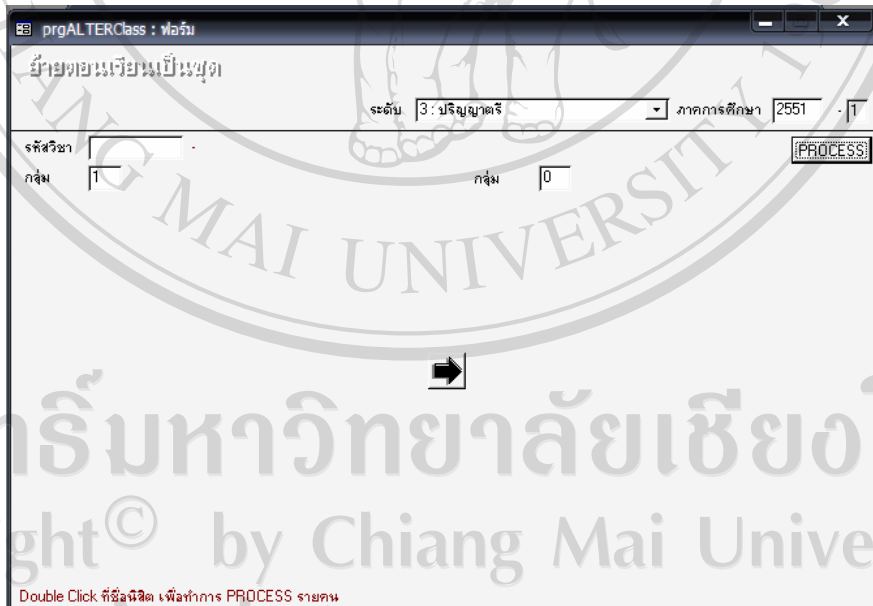 prgALTERClass : ฟอร์ม
ย้ายตอนเรียนเป็นชุด
ระดับ 3 : ปริญญาตรี ภาคการศึกษา 2551 - 1
รหัสวิชา -
PROCESS
กลุ่ม 1 กลุ่ม 0
MAI UNIVERSITY
ทธิ์มหาวิทยาลัยเชียงใ
ght© by Chiang Mai Unive
Double Click ที่ชื่อนิสิต เพื่อทำการ PROCESS รายคน